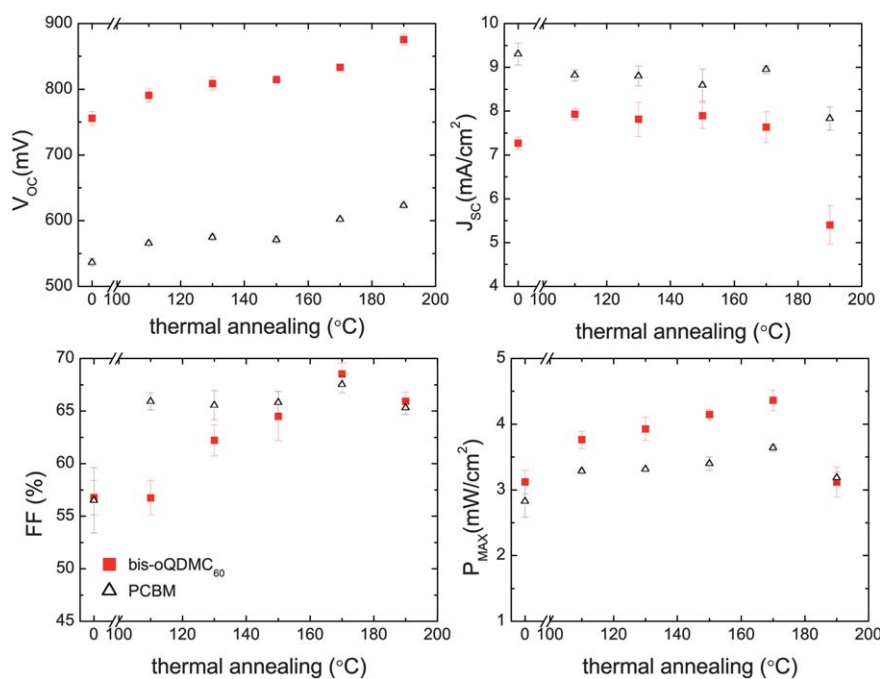 900
800
700
600
500
V_OC(mV)
0 100 120 140 160 180 200
thermal annealing (°C)
10
9
8
7
6
5
4
J_SC(mA/cm²)
0 100 120 140 160 180 200
thermal annealing (°C)
70
65
60
55
50
45
FF (%)
bis-oQDMC₆₀
PCBM
0 100 120 140 160 180 200
thermal annealing (°C)
5
4
3
2
1
P_MAX(mW/cm²)
0 100 120 140 160 180 200
thermal annealing (°C)